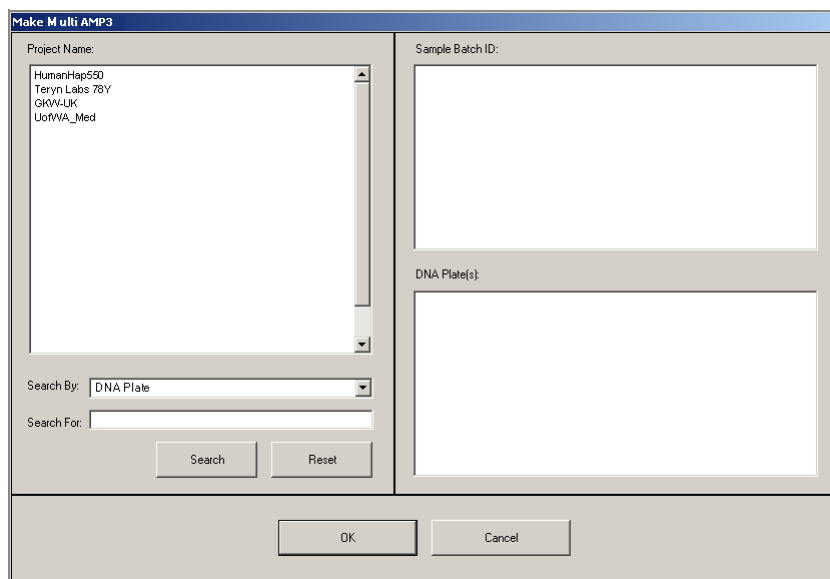 Make Multi AMP3
Project Name:
HumanHap550
Teryn Labs 78Y
GKW-UK
UofWA_Med
Search By: DNA Plate
Search For:
Search Reset
Sample Batch ID:
DNA Plate(s):
OK Cancel